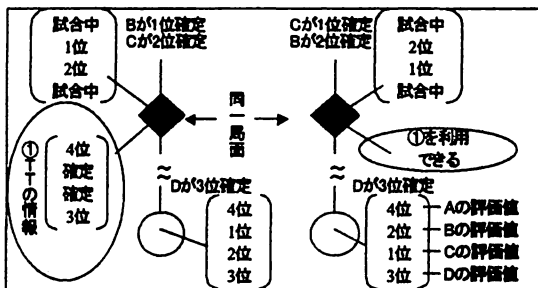 試合中
1位
2位
試合中
Bが1位確定
Cが2位確定
Cが1位確定
Bが2位確定
試合中
2位
1位
試合中
同一局面
①TTの情報
4位
確定
確定
3位
①を利用
できる
≈
Dが3位確定
4位
1位
2位
3位
≈
Dが3位確定
4位
2位
1位
3位
Aの評価値
Bの評価値
Cの評価値
Dの評価値